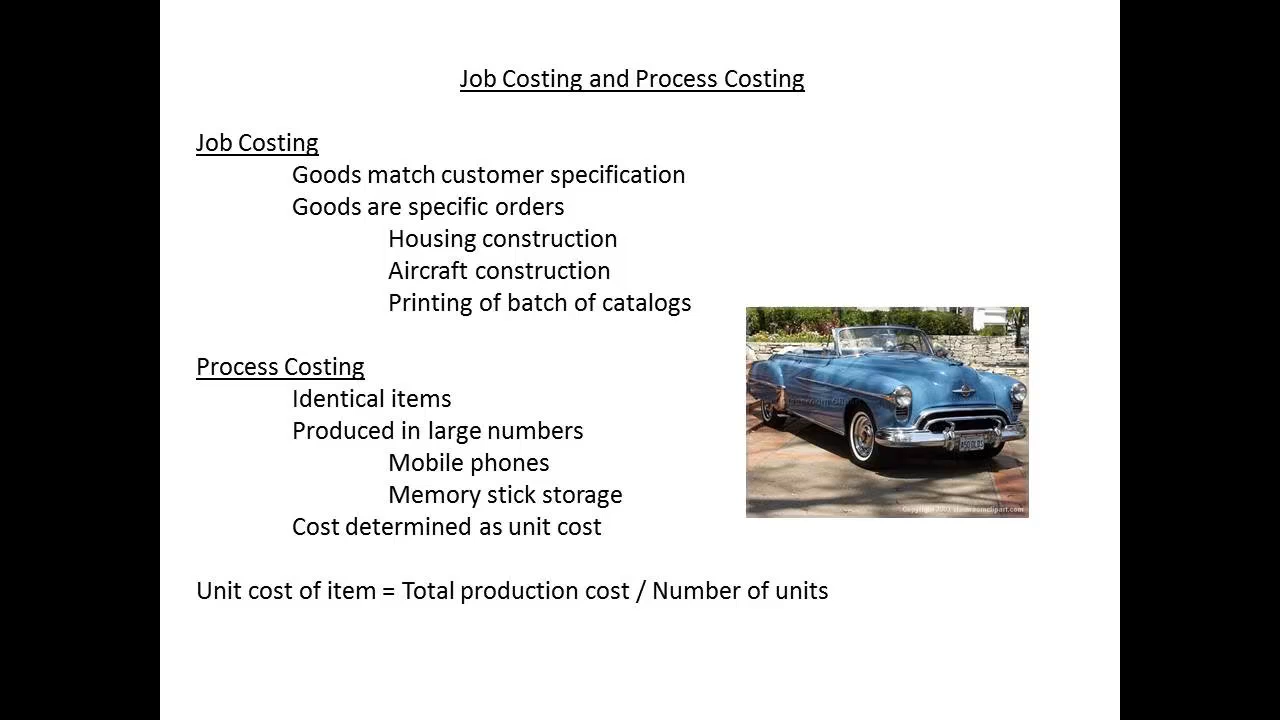 Job Costing and Process Costing
Job Costing
Goods match customer specification
Goods are specific orders
Housing construction
Aircraft construction
Printing of batch of catalogs
Process Costing
Identical items
Produced in large numbers
Mobile phones
Memory stick storage
Cost determined as unit cost
Unit cost of item = Total production cost / Number of units